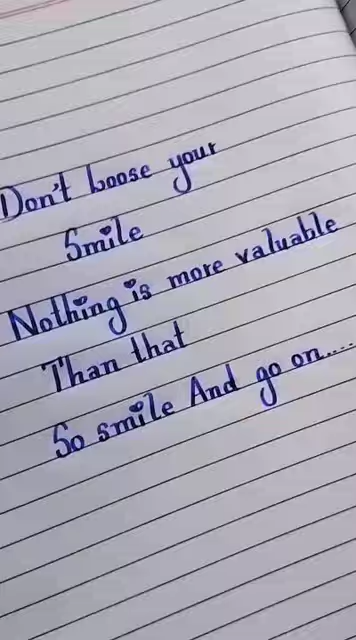 Don't loose your
Smile
Nothing is more valuable
Than that
So smile And go on.....